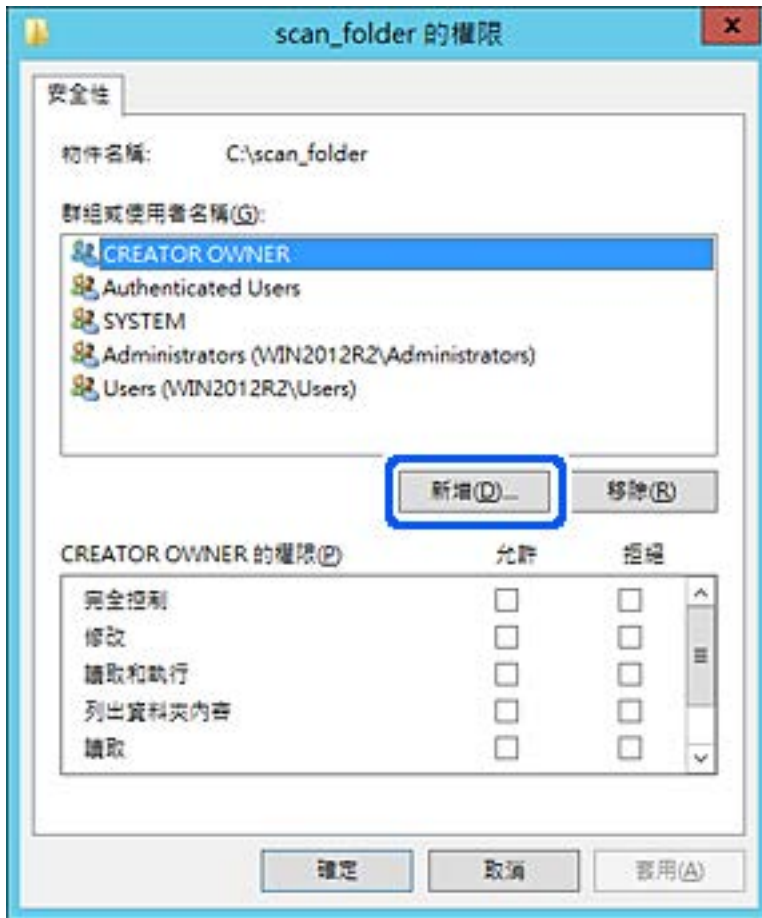 scan_folder 的權限
安全性
物件名稱: C:\scan_folder
群組或使用者名稱(G):
CREATOR OWNER
Authenticated Users
SYSTEM
Administrators (WIN2012R2\Administrators)
Users (WIN2012R2\Users)
新增(D)... 移除(R)
CREATOR OWNER 的權限(P) 允許 拒絕
完全控制
修改
讀取和執行
列出資料夾內容
讀取
確定 取消 套用(A)